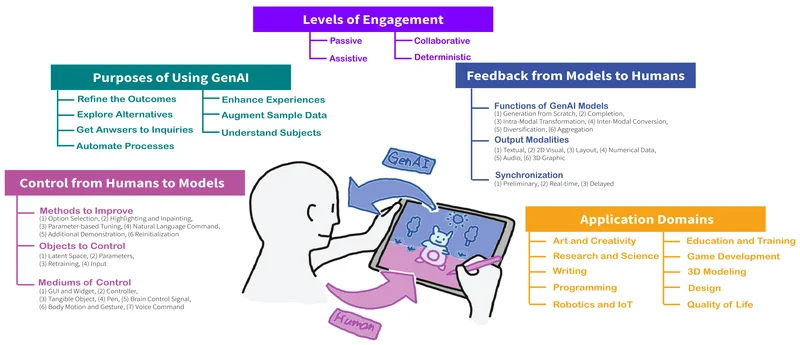 Levels of Engagement
Passive
Collaborative
Assistive
Deterministic
Purposes of Using GenAI
Refine the Outcomes
Enhance Experiences
Explore Alternatives
Augment Sample Data
Get Anwsers to Inquiries
Understand Subjects
Automate Processes
Feedback from Models to Humans
Functions of GenAI Models
(1) Generation from Scratch, (2) Completion,
(3) Intra-Modal Transformation, (4) Inter-Modal Conversion,
(5) Diversification, (6) Aggregation
Output Modalities
(1) Textual, (2) 2D Visual, (3) Layout, (4) Numerical Data,
(5) Audio, (6) 3D Graphic
Synchronization
(1) Preliminary, (2) Real-time, (3) Delayed
GenAI
Control from Humans to Models
Methods to Improve
(1) Option Selection, (2) Highlighting and Inpainting,
(3) Parameter-based Tuning, (4) Natural Language Command,
(5) Additional Demonstration, (6 Reinitialization
Objects to Control
(1) Latent Space, (2) Parameters,
(3) Retraining, (4) Input
Mediums of Control
(1) GUI and Widget, (2) Controller,
(3) Tangible Object, (4) Pen, (5) Brain Control Signal,
(6) Body Motion and Gesture, (7) Voice Command
Human
Application Domains
Art and Creativity
Education and Training
Research and Science
Game Development
Writing
3D Modeling
Programming
Design
Robotics and IoT
Quality of Life